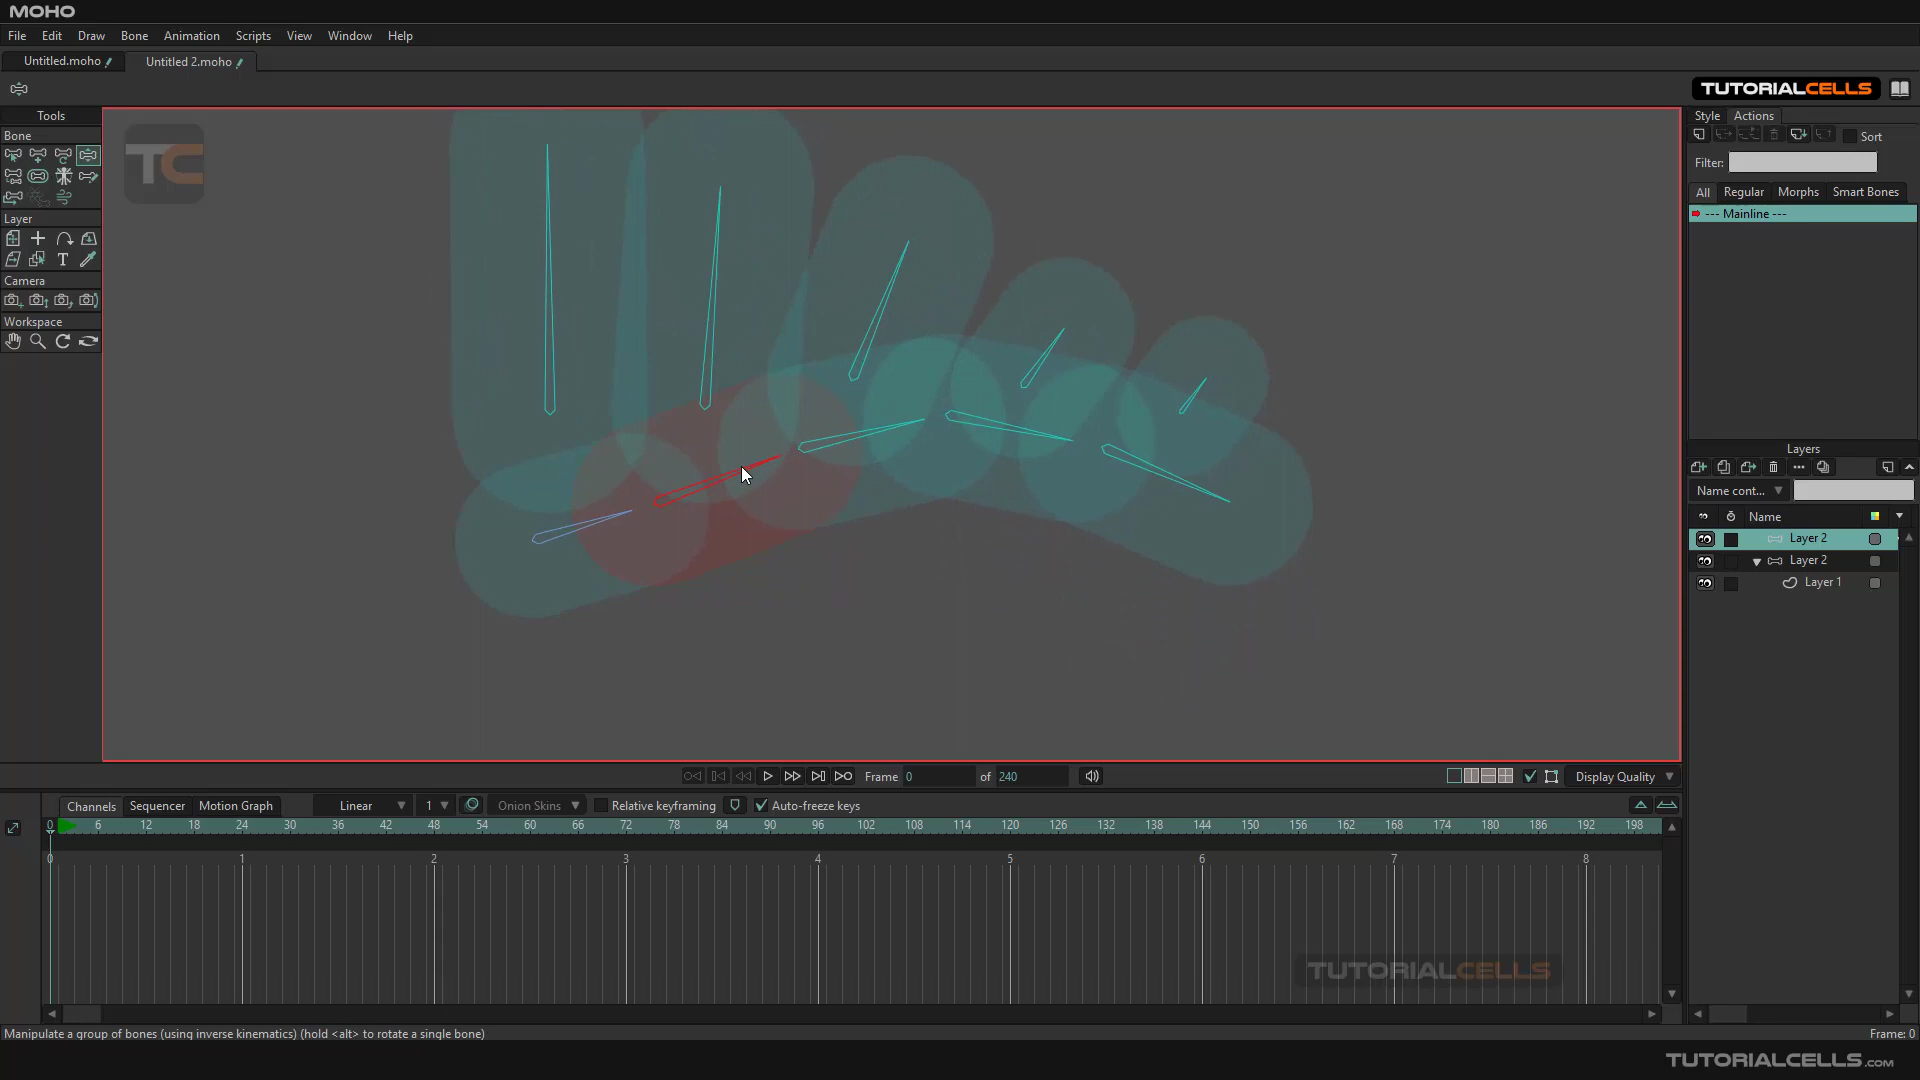 MOHO
File Edit Draw Bone Animation Scripts View Window Help
Untitled.moho Untitled 2.moho
TUTORIALCELLS
Tools
Style Actions
Bone
Sort
TC
Filter:
All Regular Morphs Smart Bones
--- Mainline ---
Layer
T
Camera
Workspace
Layers
Name cont...
Name
Layer 2
Layer 2
Layer 1
Frame 0 of 240 Display Quality
Channels Sequencer Motion Graph Linear 1 Onion Skins Relative keyframing Auto-freeze keys
0 6 12 18 24 30 36 42 48 54 60 66 72 78 84 90 96 102 108 114 120 126 132 138 144 150 156 162 168 174 180 186 192 198
0 1 2 3 4 5 6 7 8
TUTORIALCELLS
Manipulate a group of bones (using inverse kinematics) (hold <alt> to rotate a single bone) Frame: 0
TUTORIALCELLS.COM